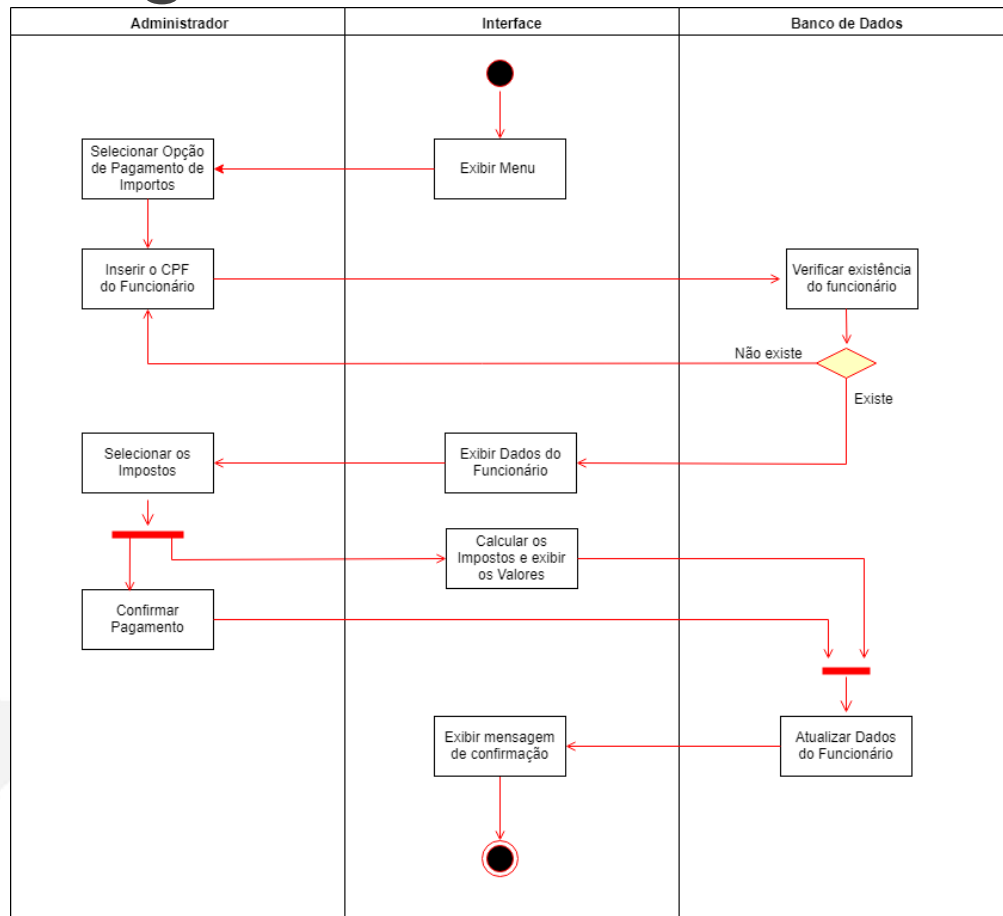 Administrador
Interface
Banco de Dados
Selecionar Opção
de Pagamento de
Importos
Exibir Menu
Inserir o CPF
do Funcionário
Verificar existência
do funcionário
Não existe
Existe
Selecionar os
Impostos
Exibir Dados do
Funcionário
Calcular os
Impostos e exibir
os Valores
Confirmar
Pagamento
Exibir mensagem
de confirmação
Atualizar Dados
do Funcionário